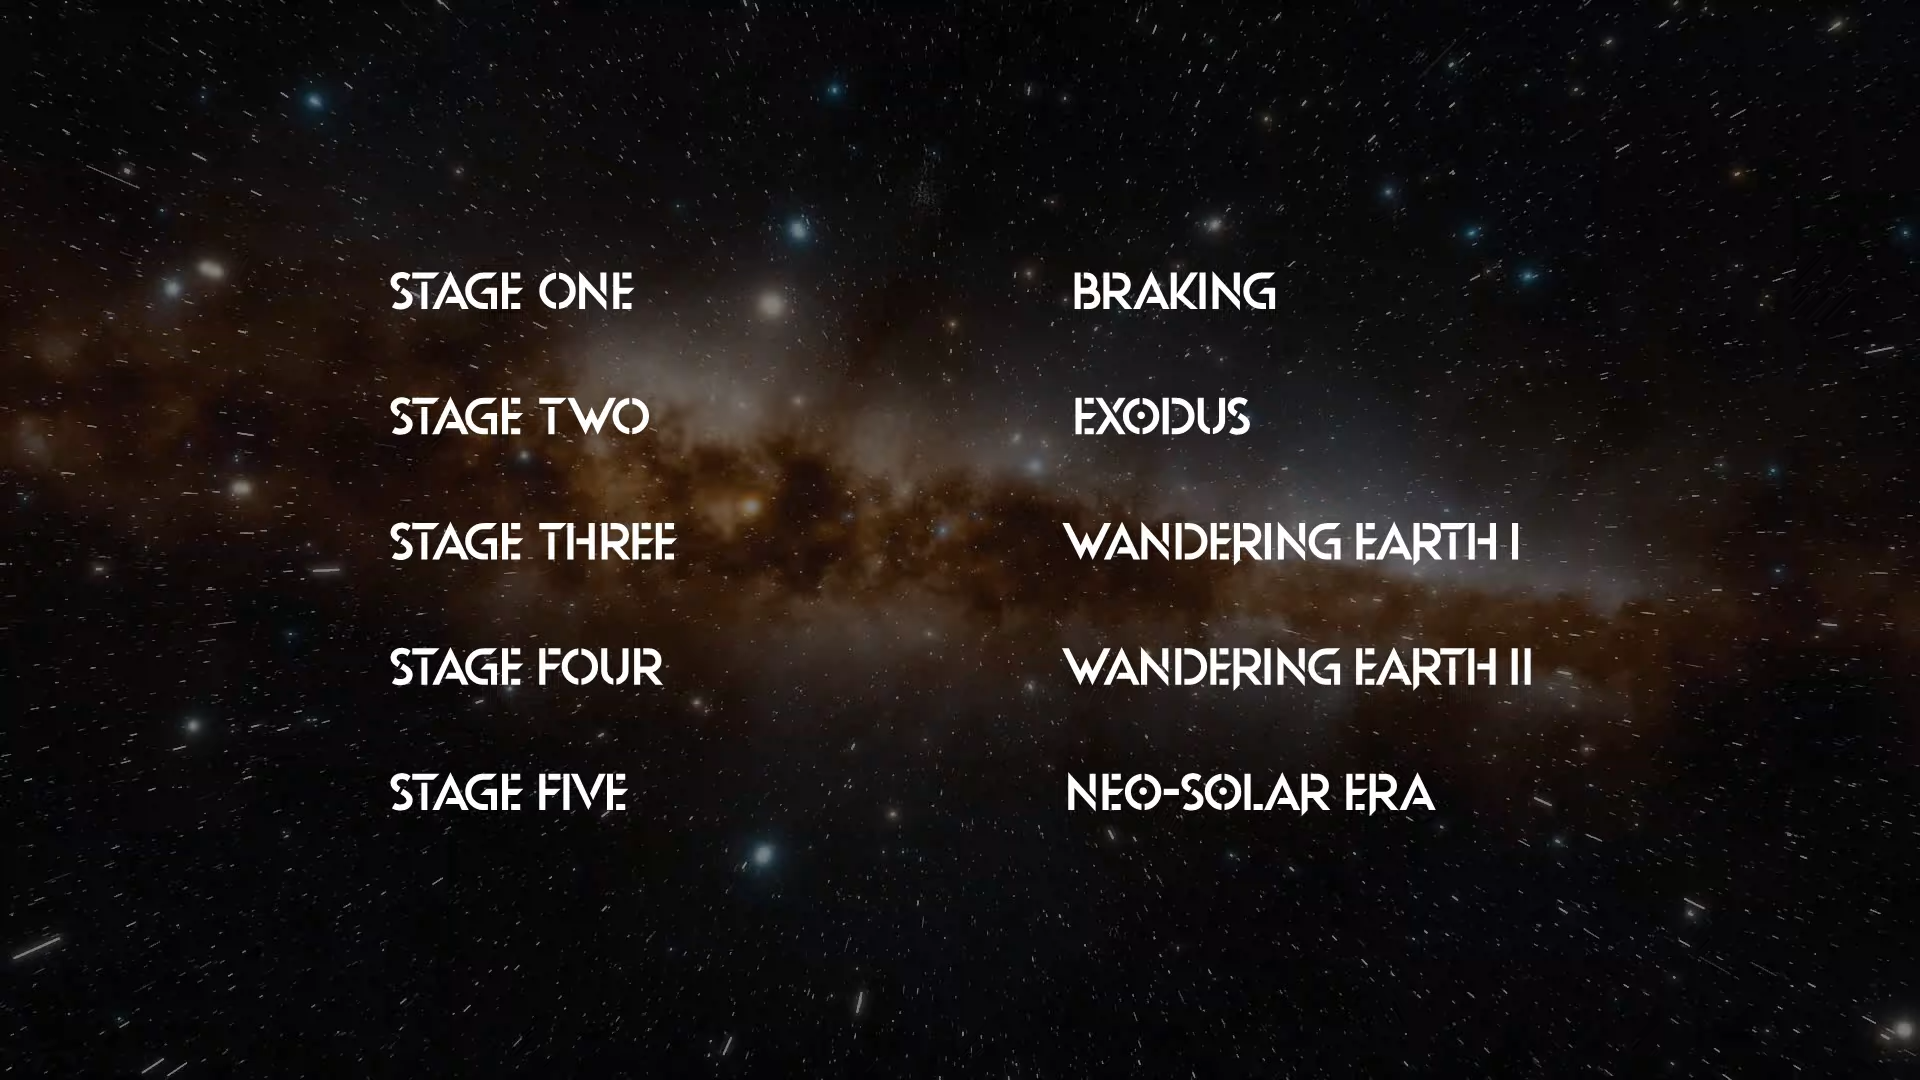 STAGE ONE BRAKING
STAGE TWO EXODUS
STAGE THREE WANDERING EARTH I
STAGE FOUR WANDERING EARTH II
STAGE FIVE NEO-SOLAR ERA